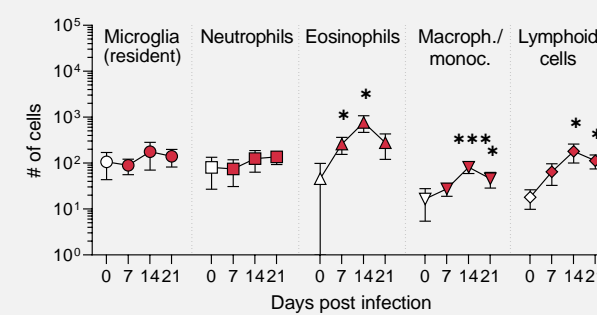 10⁵
10⁴
10³
10²
10¹
10⁰
# of cells
Microglia
(resident)
Neutrophils
Eosinophils
Macroph./
monoc.
Lymphoid
cells
*
*
***
*
*
*
0 7 14 21
0 7 14 21
0 7 14 21
0 7 14 21
0 7 14 2
Days post infection